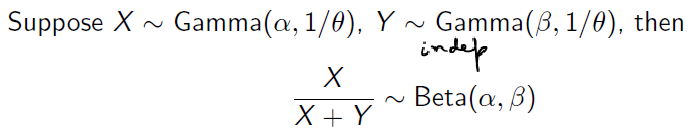 Suppose X ~ Gamma(α, 1/θ), Y ~ Gamma(β, 1/θ), then
indep
X / X + Y ~ Beta(α, β)